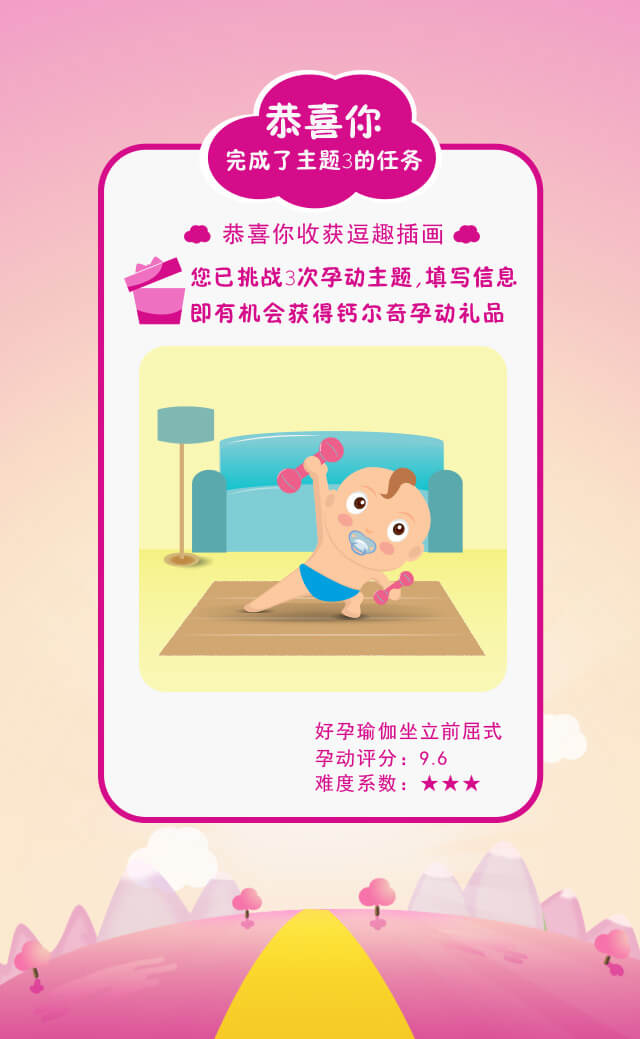 恭喜你
完成了主题3的任务
恭喜你收获逗趣插画
您已挑战3次孕动主题,填写信息
即有机会获得钙尔奇孕动礼品
好孕瑜伽坐立前屈式
孕动评分：9.6
难度系数：★★★